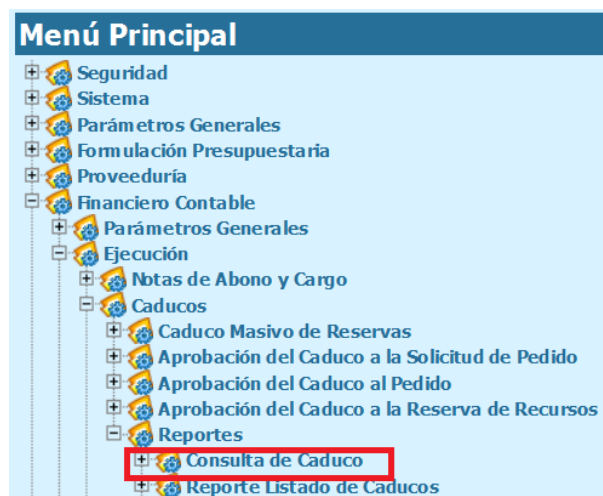 Menú Principal
Seguridad
Sistema
Parámetros Generales
Formulación Presupuestaria
Proveeduría
Financiero Contable
Parámetros Generales
Ejecución
Notas de Abono y Cargo
Caducos
Caduco Masivo de Reservas
Aprobación del Caduco a la Solicitud de Pedido
Aprobación del Caduco al Pedido
Aprobación del Caduco a la Reserva de Recursos
Reportes
Consulta de Caduco
Reporte Listado de Caducos